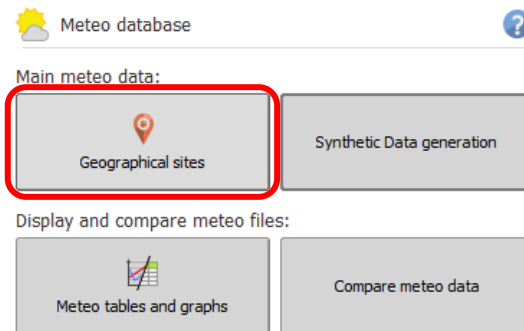 Meteo database
?
Main meteo data:
Geographical sites
Synthetic Data generation
Display and compare meteo files:
Meteo tables and graphs
Compare meteo data